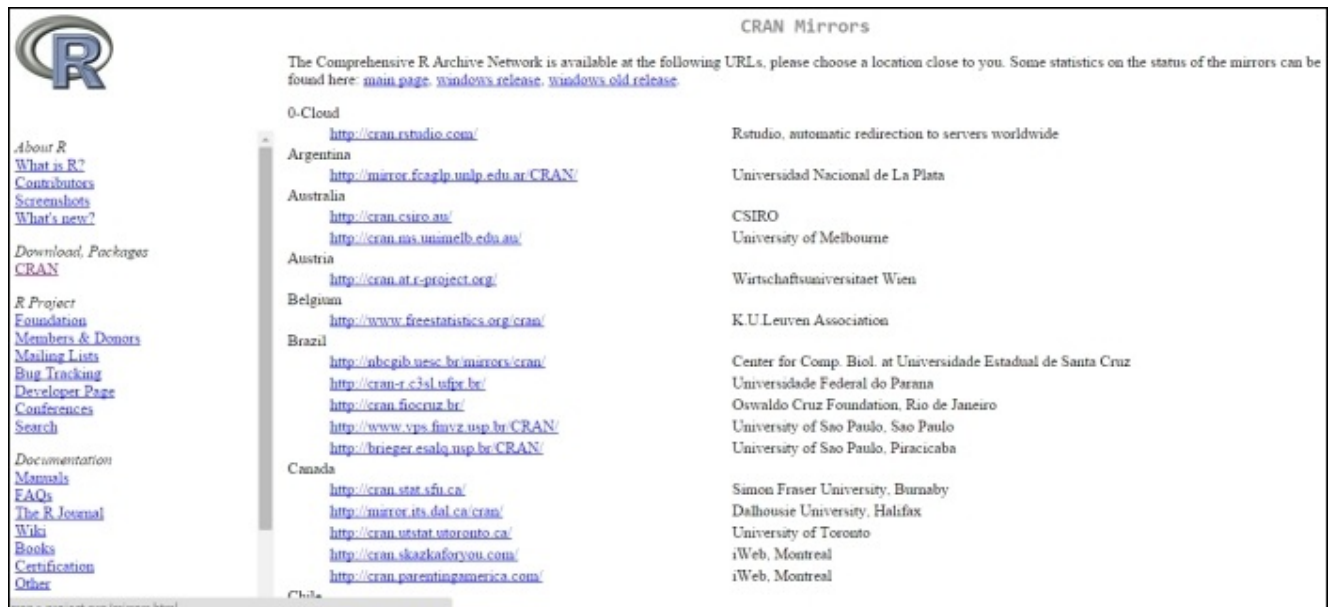 R
About R
What is R?
Contributors
Screenshots
What's new?
Download, Packages
CRAN
R Project
Foundation
Members & Donors
Mailing Lists
Bug Tracking
Developer Page
Conferences
Search
Documentation
Manuals
FAQs
The R Journal
Wiki
Books
Certification
Other
CRAN Mirrors
The Comprehensive R Archive Network is available at the following URLs, please choose a location close to you. Some statistics on the status of the mirrors can be
found here: main page, windows release, windows old release.
0-Cloud
http://cran.rstudio.com/ Rstudio, automatic redirection to servers worldwide
Argentina
http://mirror.fcaglp.unlp.edu.ar/CRAN/ Universidad Nacional de La Plata
Australia
http://cran.csiro.au/ CSIRO
http://cran.ms.unimelb.edu.au/ University of Melbourne
Austria
http://cran.at.r-project.org/ Wirtschaftsuniversitaet Wien
Belgium
http://www.freestatistics.org/cran/ K.U.Leuven Association
Brazil
http://nbcgib.uesc.br/mirrors/cran/ Center for Comp. Biol. at Universidade Estadual de Santa Cruz
http://cran-r.c3sl.ufpr.br/ Universidade Federal do Parana
http://cran.fiocruz.br/ Oswaldo Cruz Foundation, Rio de Janeiro
http://www.vps.fmvz.usp.br/CRAN/ University of Sao Paulo, Sao Paulo
http://brieger.esalq.usp.br/CRAN/ University of Sao Paulo, Piracicaba
Canada
http://cran.stat.sfu.ca/ Simon Fraser University, Burnaby
http://mirror.its.dal.ca/cran/ Dalhousie University, Halifax
http://cran.utstat.utoronto.ca/ University of Toronto
http://cran.skazkaforyou.com/ iWeb, Montreal
http://cran.parentingamerica.com/ iWeb, Montreal
Chile